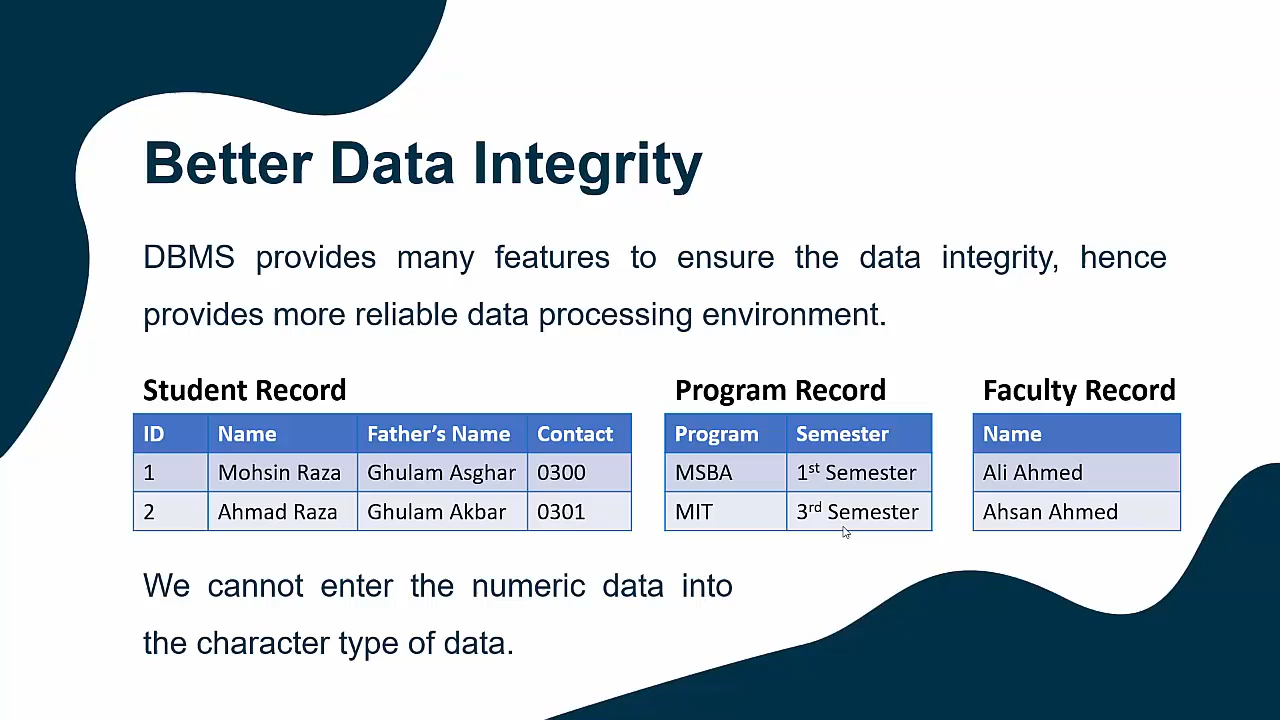 Better Data Integrity
DBMS provides many features to ensure the data integrity, hence
provides more reliable data processing environment.
Student Record
ID Name Father's Name Contact
1 Mohsin Raza Ghulam Asghar 0300
2 Ahmad Raza Ghulam Akbar 0301
Program Record
Program Semester
MSBA 1st Semester
MIT 3rd Semester
Faculty Record
Name
Ali Ahmed
Ahsan Ahmed
We cannot enter the numeric data into
the character type of data.